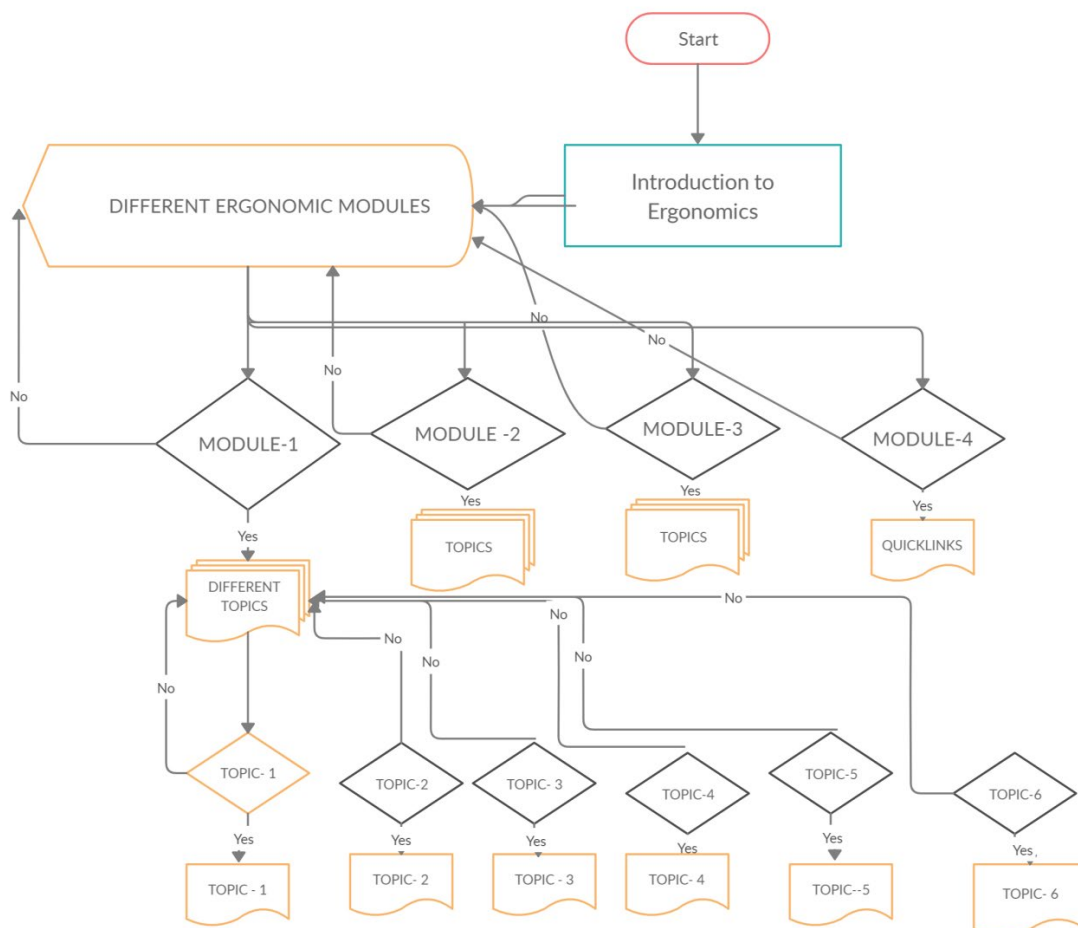 Start
Introduction to
Ergonomics
DIFFERENT ERGONOMIC MODULES
No
No
No
No
MODULE-1
MODULE -2
MODULE-3
MODULE-4
Yes
Yes
Yes
Yes
TOPICS
TOPICS
QUICKLINKS
DIFFERENT
TOPICS
No
No
No
No
No
No
TOPIC- 1
TOPIC-2
TOPIC- 3
TOPIC-4
TOPIC-5
TOPIC-6
Yes
Yes
Yes
Yes
Yes
Yes
TOPIC - 1
TOPIC- 2
TOPIC - 3
TOPIC- 4
TOPIC--5
TOPIC- 6